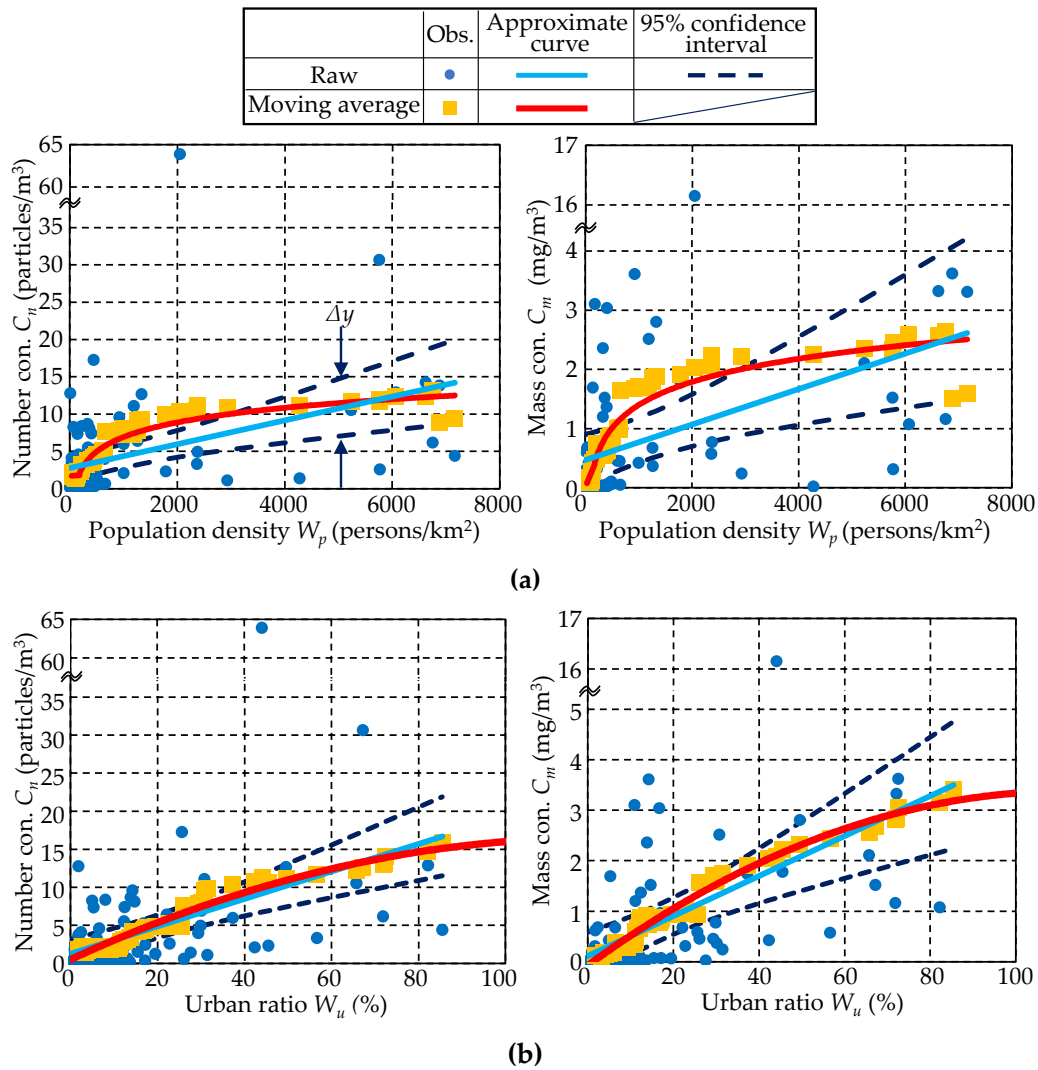 Obs. Approximate curve 95% confidence interval
Raw
Moving average
65
60
35
30
25
20
15
10
5
0
Number con. Cn (particles/m³)
Δy
0 2000 4000 6000 8000
Population density Wp (persons/km²)
17
16
4
3
2
1
0
Mass con. Cm (mg/m³)
0 2000 4000 6000 8000
Population density Wp (persons/km²)
(a)
65
60
35
30
25
20
15
10
5
0
Number con. Cn (particles/m³)
0 20 40 60 80 100
Urban ratio Wu (%)
17
16
5
4
3
2
1
0
Mass con. Cm (mg/m³)
0 20 40 60 80 100
Urban ratio Wu (%)
(b)